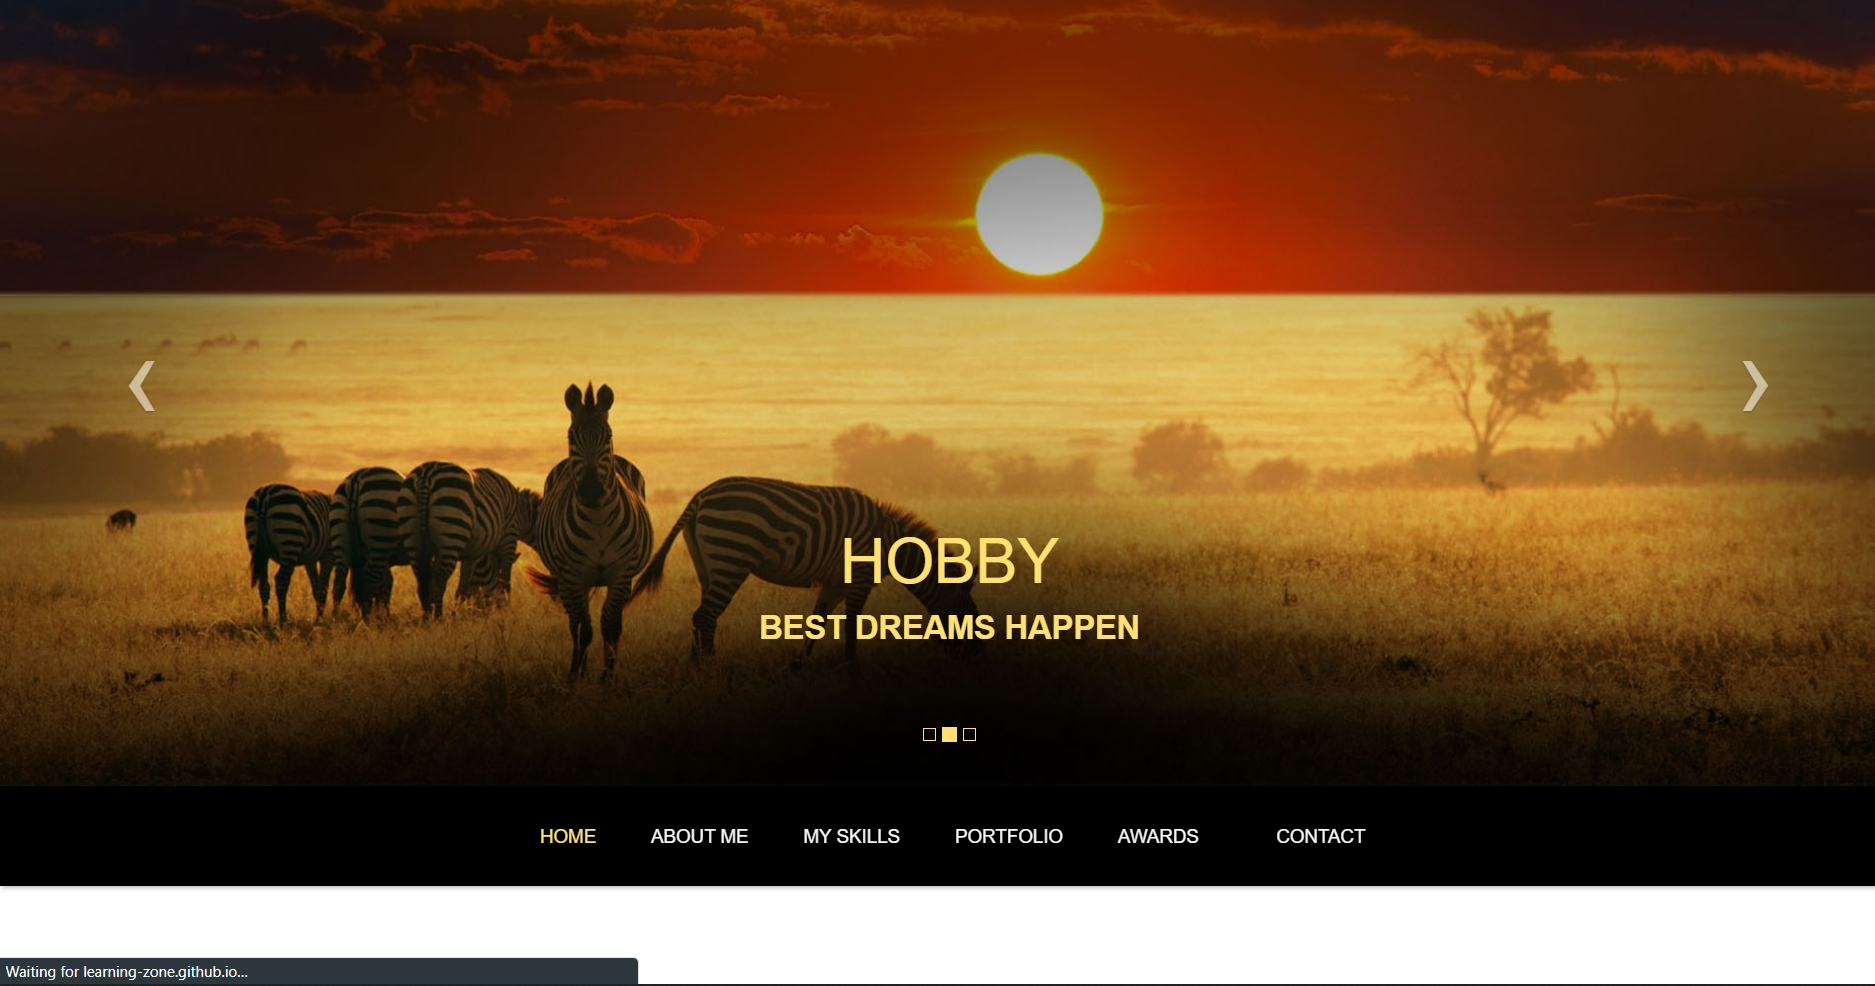 HOBBY
BEST DREAMS HAPPEN
HOME ABOUT ME MY SKILLS PORTFOLIO AWARDS CONTACT
Waiting for learning-zone.github.io...